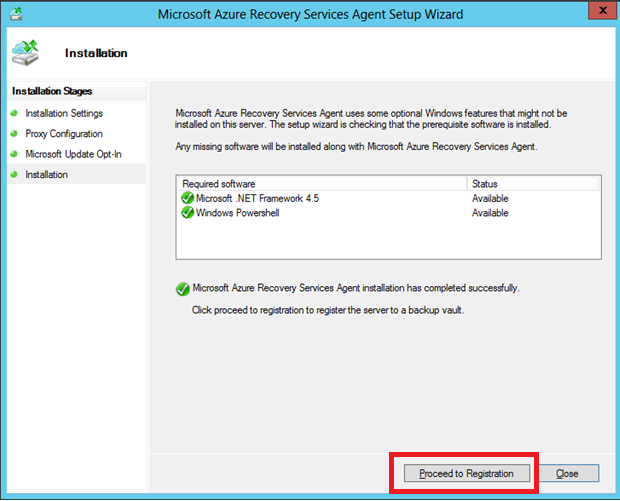 Microsoft Azure Recovery Services Agent Setup Wizard
x
Installation
Installation Stages
Installation Settings
Proxy Configuration
Microsoft Update Opt-In
Installation
Microsoft Azure Recovery Services Agent uses some optional Windows features that might not be
installed on this server. The setup wizard is checking that the prerequisite software is installed.
Any missing software will be installed along with Microsoft Azure Recovery Services Agent.
Required software Status
Microsoft .NET Framework 4.5 Available
Windows Powershell Available
Microsoft Azure Recovery Services Agent installation has completed successfully.
Click proceed to registration to register the server to a backup vault.
Proceed to Registration Close